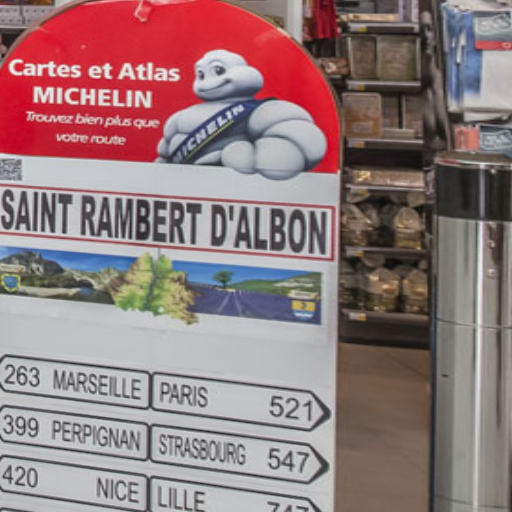 Cartes et Atlas
MICHELIN
Trouvez bien plus que
votre route
MICHELIN
SAINT RAMBERT D'ALBON
263 MARSEILLE PARIS 521
399 PERPIGNAN STRASBOURG 547
420 NICE LILLE 747